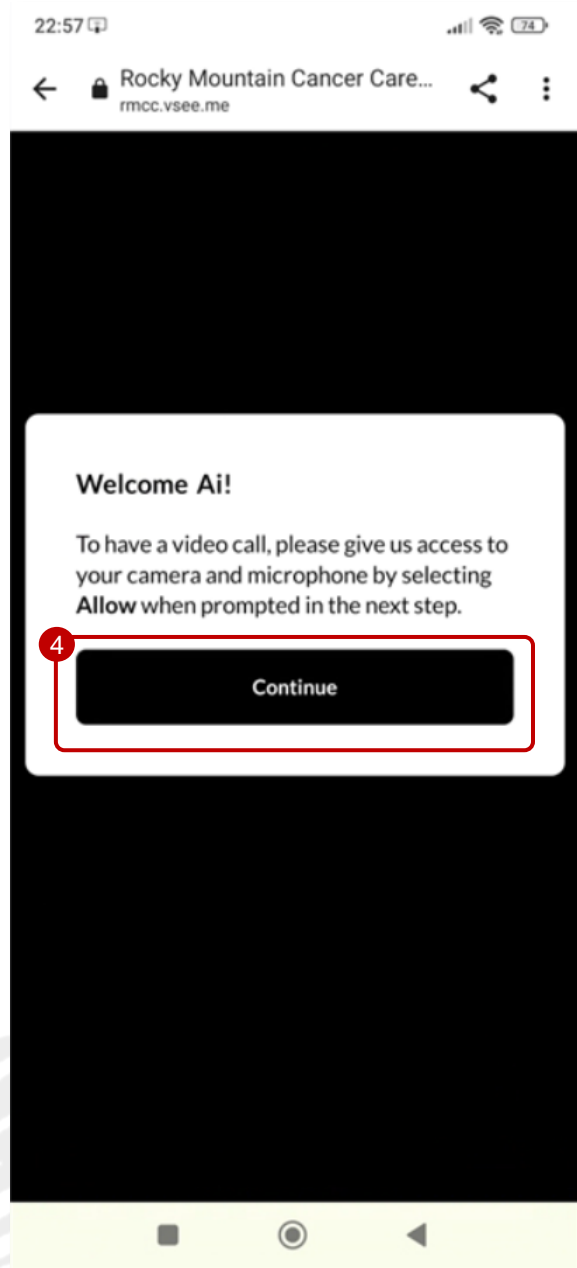 22:57
74
Rocky Mountain Cancer Care...
rmcc.vsee.me
Welcome Ai!
To have a video call, please give us access to
your camera and microphone by selecting
Allow when prompted in the next step.
4
Continue